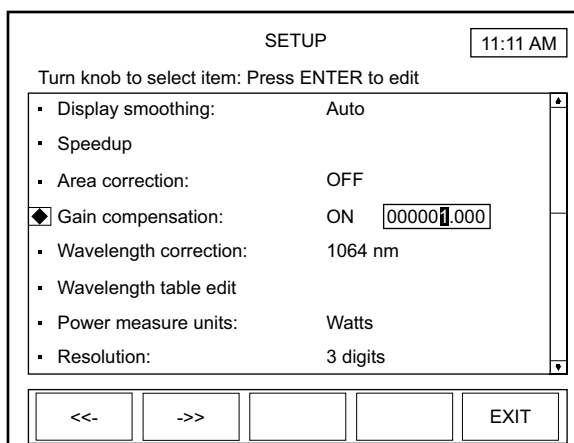 SETUP
11:11 AM
Turn knob to select item: Press ENTER to edit
Display smoothing: Auto
Speedup
Area correction: OFF
Gain compensation: ON 000001.000
Wavelength correction: 1064 nm
Wavelength table edit
Power measure units: Watts
Resolution: 3 digits
<<- ->> EXIT